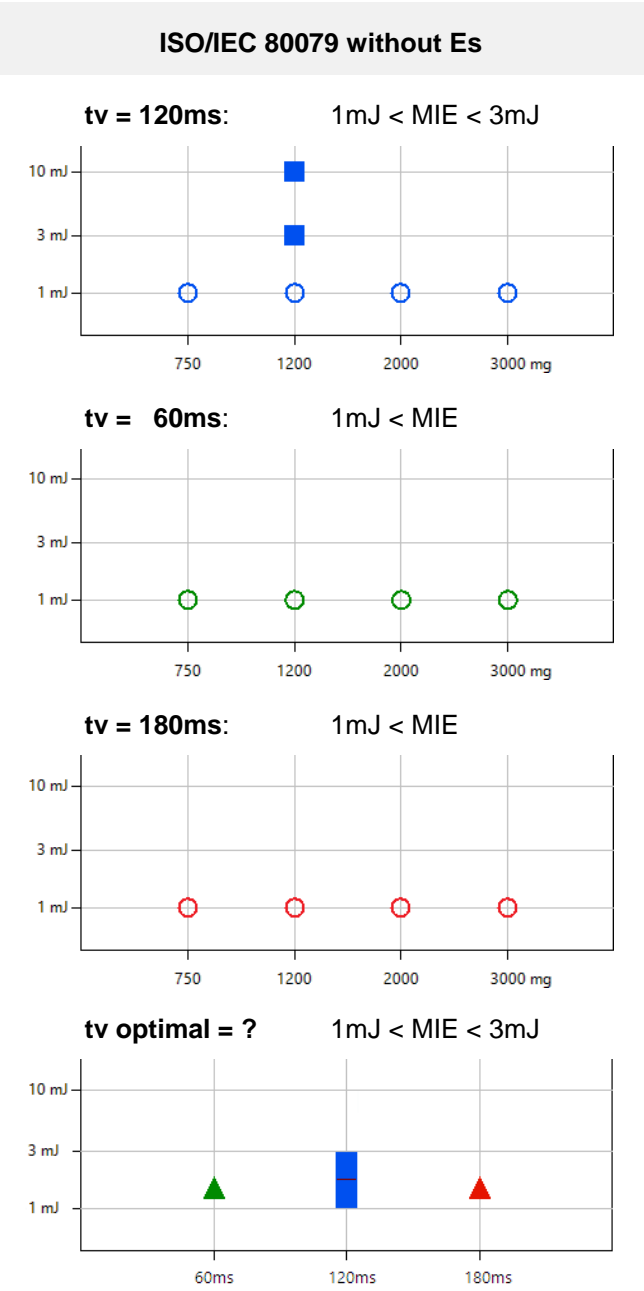 ISO/IEC 80079 without Es
tv = 120ms: 1mJ < MIE < 3mJ
10 mJ
3 mJ
1 mJ
750 1200 2000 3000 mg
tv = 60ms: 1mJ < MIE
10 mJ
3 mJ
1 mJ
750 1200 2000 3000 mg
tv = 180ms: 1mJ < MIE
10 mJ
3 mJ
1 mJ
750 1200 2000 3000 mg
tv optimal = ? 1mJ < MIE < 3mJ
10 mJ
3 mJ
1 mJ
60ms 120ms 180ms